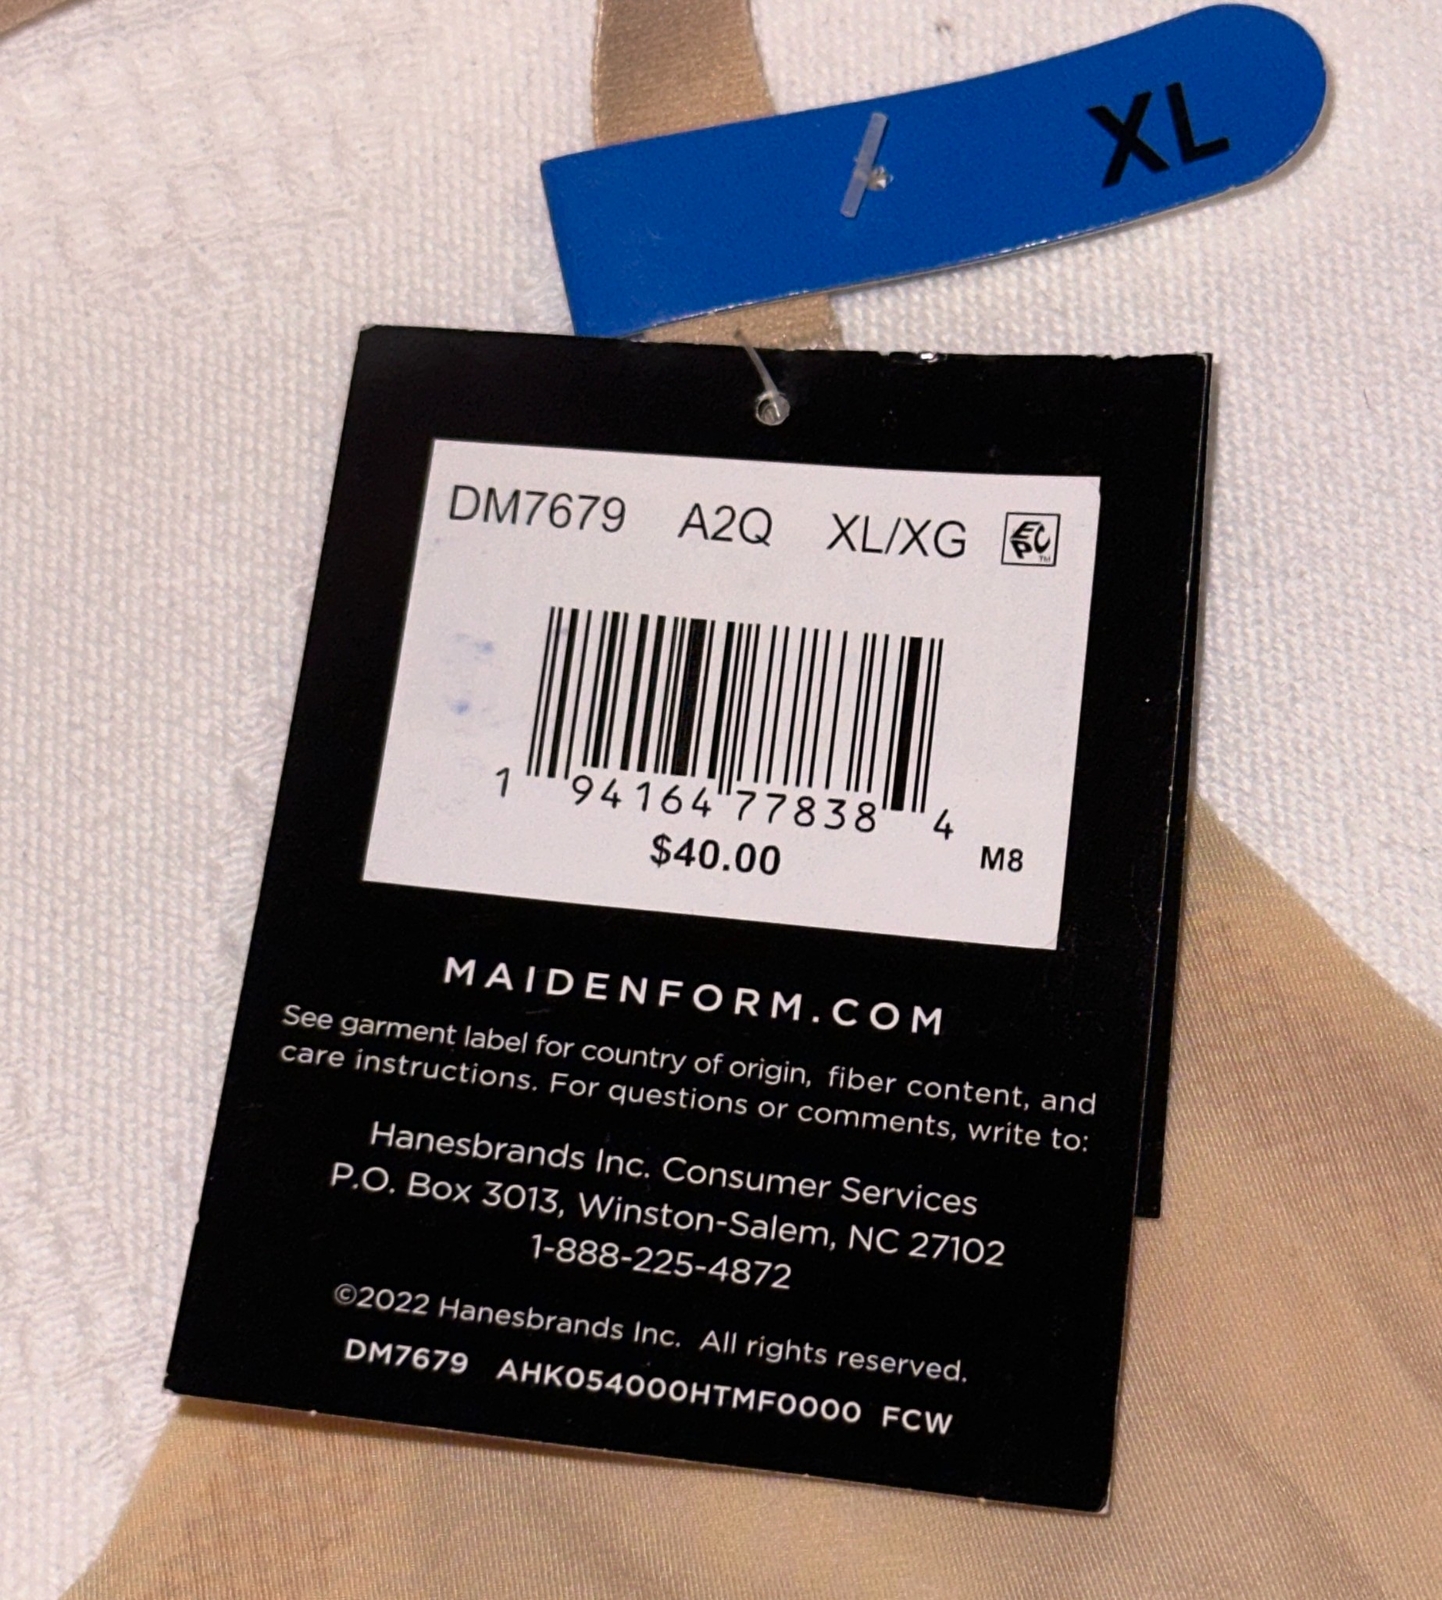 XL
DM7679 A2Q XL/XG EPC™
1 94164 77838 4
$40.00 M8
MAIDENFORM.COM
See garment label for country of origin, fiber content, and
care instructions. For questions or comments, write to:
Hanesbrands Inc. Consumer Services
P.O. Box 3013, Winston-Salem, NC 27102
1-888-225-4872
©2022 Hanesbrands Inc. All rights reserved.
DM7679 AHK054000HTMF0000 FCW